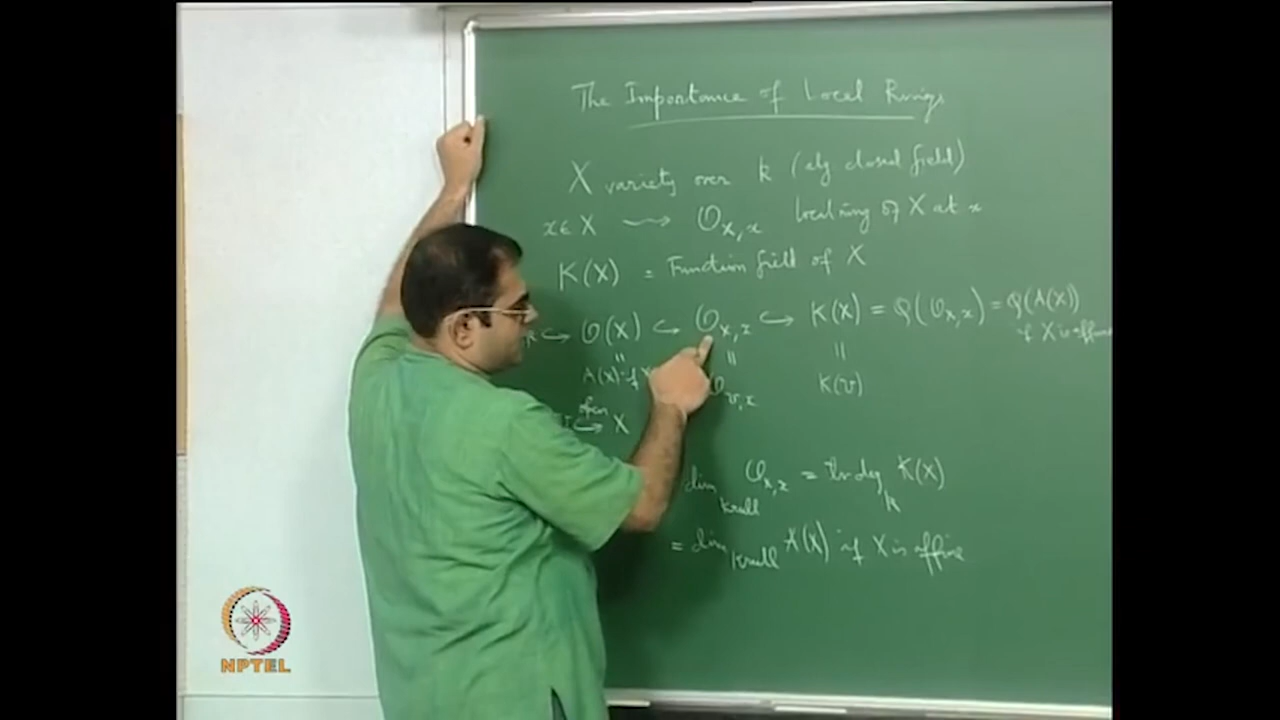 The Importance of Local Rings
X variety over k (alg closed field)
x ∈ X ⟿ O_{X,x} local ring of X at x
K(X) = Function field of X
k ↪ O(X) ↪ O_{X,x} ↪ K(X) = Q(O_{X,x}) = Q(A(X))
if X is affine
|| || ||
A(X) if O_{U,x} K(U)
open
↪ X
dim_{Krull} O_{X,x} = tr deg_k K(X)
= dim_{Krull} A(X) if X is affine
NPTEL